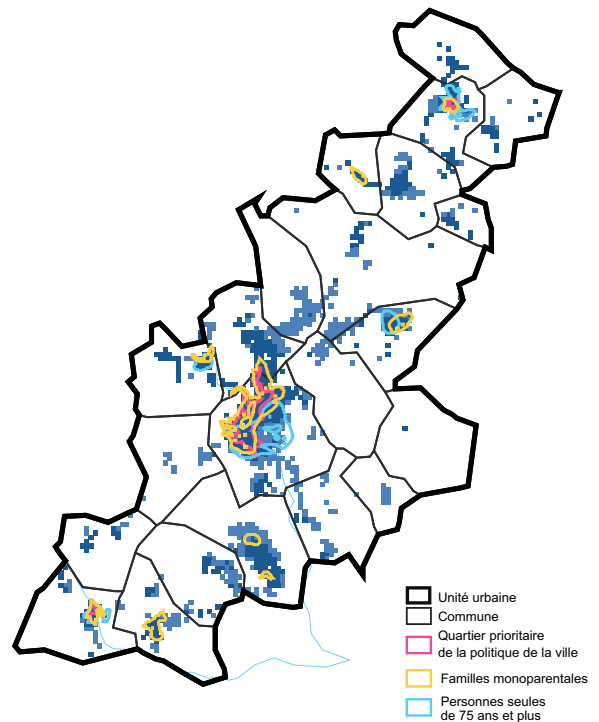 Unité urbaine
Commune
Quartier prioritaire
de la politique de la ville
Familles monoparentales
Personnes seules
de 75 ans et plus